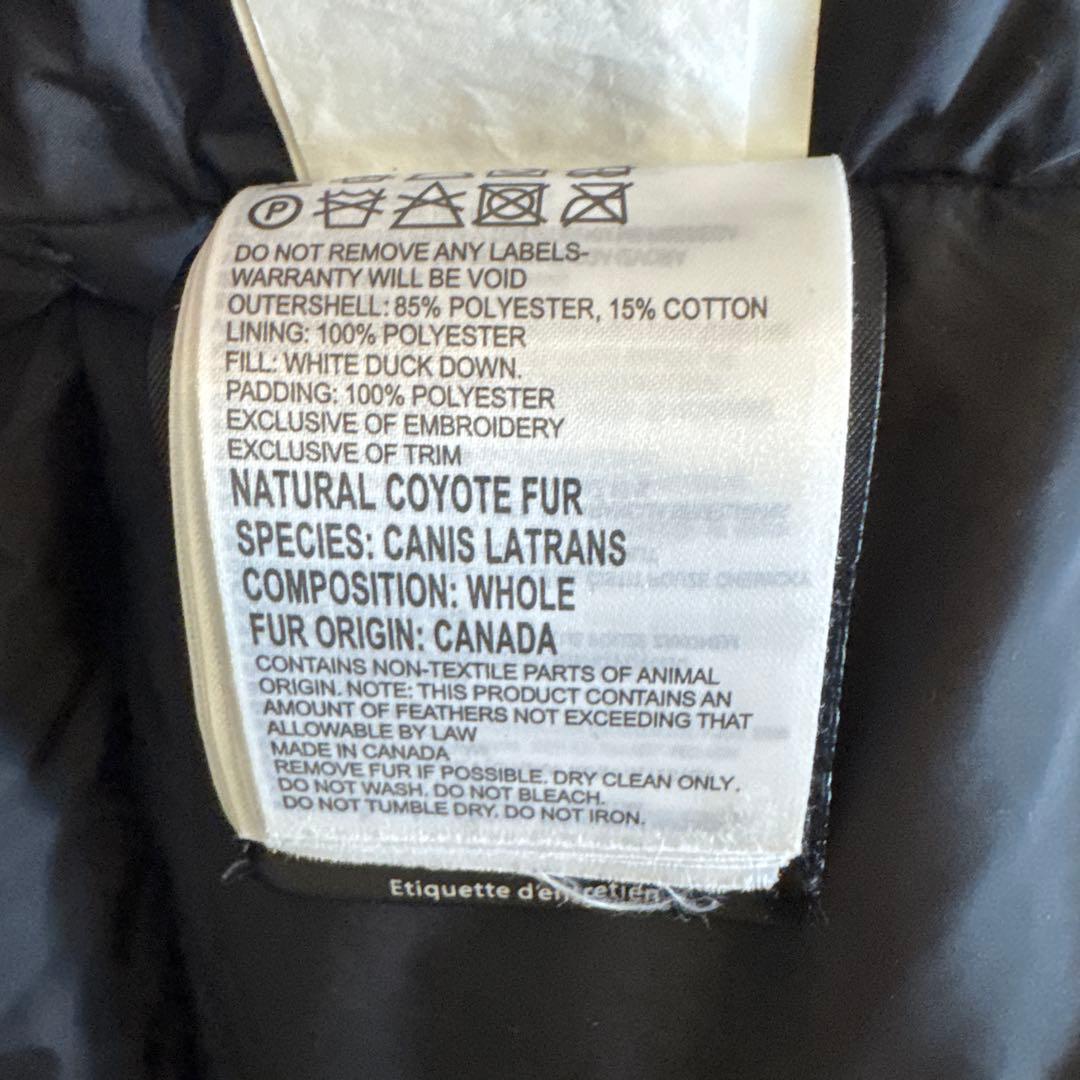 P
DO NOT REMOVE ANY LABELS-
WARRANTY WILL BE VOID
OUTERSHELL: 85% POLYESTER, 15% COTTON
LINING: 100% POLYESTER
FILL: WHITE DUCK DOWN.
PADDING: 100% POLYESTER
EXCLUSIVE OF EMBROIDERY
EXCLUSIVE OF TRIM
NATURAL COYOTE FUR
SPECIES: CANIS LATRANS
COMPOSITION: WHOLE
FUR ORIGIN: CANADA
CONTAINS NON-TEXTILE PARTS OF ANIMAL
ORIGIN. NOTE: THIS PRODUCT CONTAINS AN
AMOUNT OF FEATHERS NOT EXCEEDING THAT
ALLOWABLE BY LAW
MADE IN CANADA
REMOVE FUR IF POSSIBLE. DRY CLEAN ONLY.
DO NOT WASH. DO NOT BLEACH.
DO NOT TUMBLE DRY. DO NOT IRON.
Etiquette d'entretien